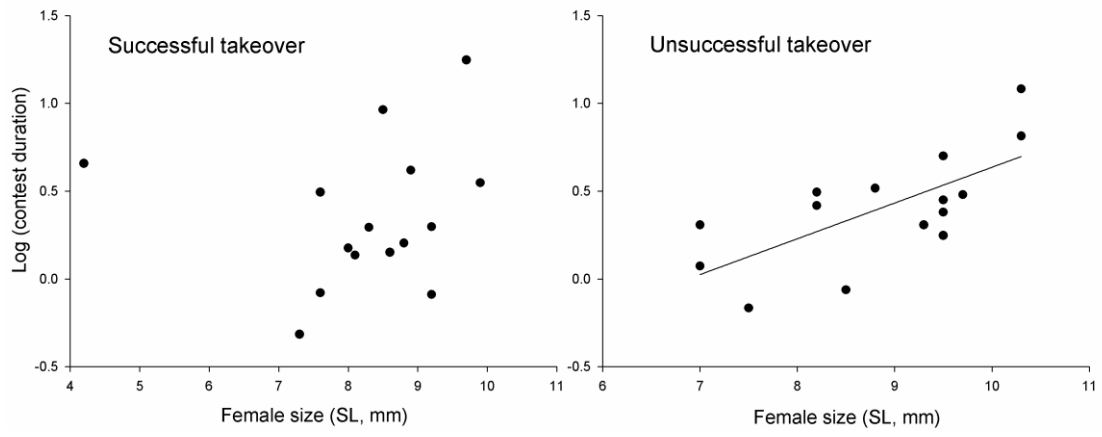 Successful takeover
Log (contest duration)
1.5
1.0
0.5
0.0
-0.5
4 5 6 7 8 9 10 11
Female size (SL, mm)
Unsuccessful takeover
1.5
1.0
0.5
0.0
-0.5
6 7 8 9 10 11
Female size (SL, mm)